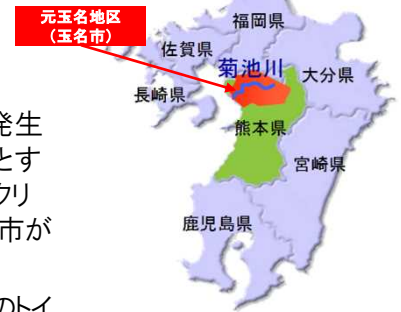 元玉名地区
(玉名市)
福岡県
佐賀県
菊池川
大分県
長崎県
熊本県
宮崎県
鹿児島県
発生
とす
クリ
市が
のトイ